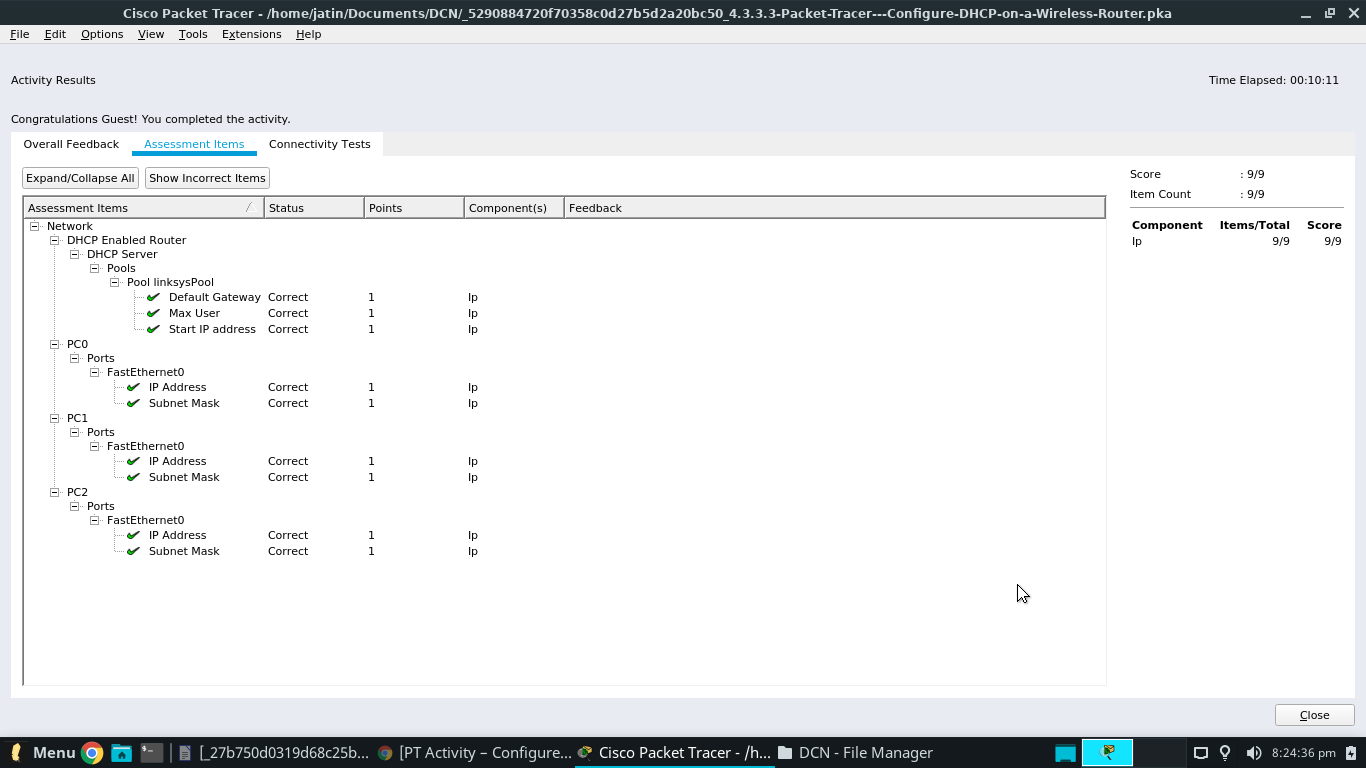 Cisco Packet Tracer - /home/jatin/Documents/DCN/_5290884720f70358c0d27b5d2a20bc50_4.3.3.3-Packet-Tracer---Configure-DHCP-on-a-Wireless-Router.pka
File Edit Options View Tools Extensions Help
Activity Results Time Elapsed: 00:10:11
Congratulations Guest! You completed the activity.
Overall Feedback Assessment Items Connectivity Tests
Expand/Collapse All Show Incorrect Items
Score : 9/9
Item Count : 9/9
Component Items/Total Score
Ip 9/9 9/9
Assessment Items Status Points Component(s) Feedback
Network
DHCP Enabled Router
DHCP Server
Pools
Pool linksysPool
Default Gateway Correct 1 Ip
Max User Correct 1 Ip
Start IP address Correct 1 Ip
PC0
Ports
FastEthernet0
IP Address Correct 1 Ip
Subnet Mask Correct 1 Ip
PC1
Ports
FastEthernet0
IP Address Correct 1 Ip
Subnet Mask Correct 1 Ip
PC2
Ports
FastEthernet0
IP Address Correct 1 Ip
Subnet Mask Correct 1 Ip
Close
Menu [_27b750d0319d68c25b... [PT Activity – Configure... Cisco Packet Tracer - /h... DCN - File Manager 8:24:36 pm